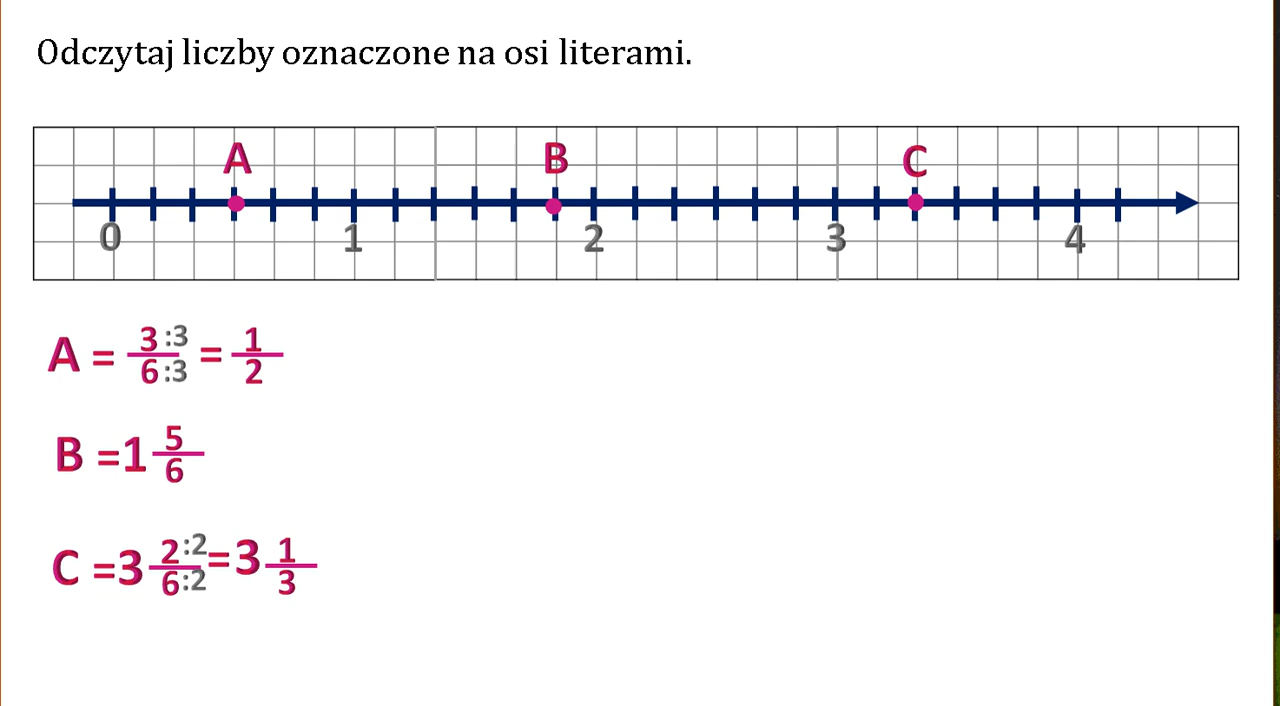 Odczytaj liczby oznaczone na osi literami.
A B C
0 1 2 3 4
A = 3:3/6:3 = 1/2
B =1 5/6
C =3 2:2/6:2 =3 1/3